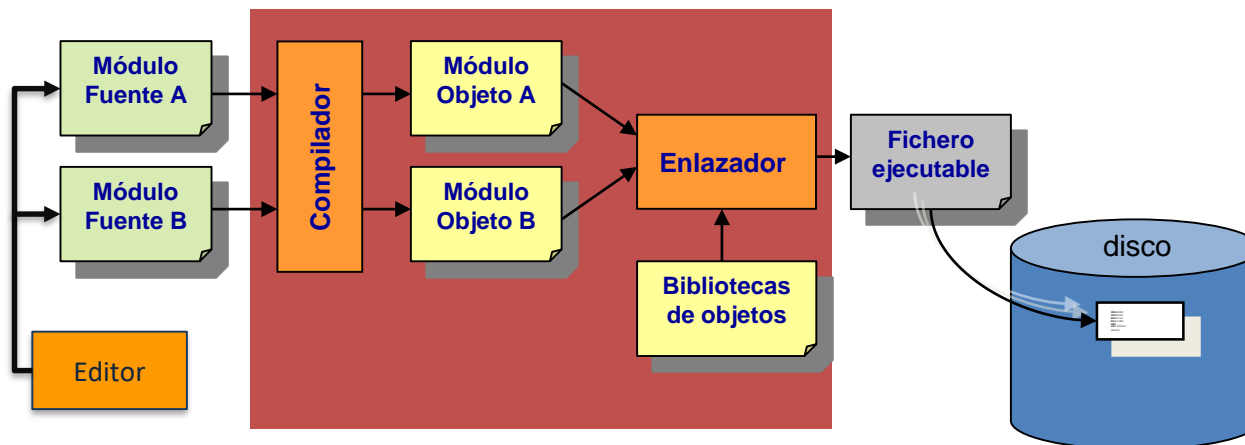 Módulo
Fuente A
Módulo
Fuente B
Editor
Compilador
Módulo
Objeto A
Módulo
Objeto B
Enlazador
Bibliotecas
de objetos
Fichero
ejecutable
disco